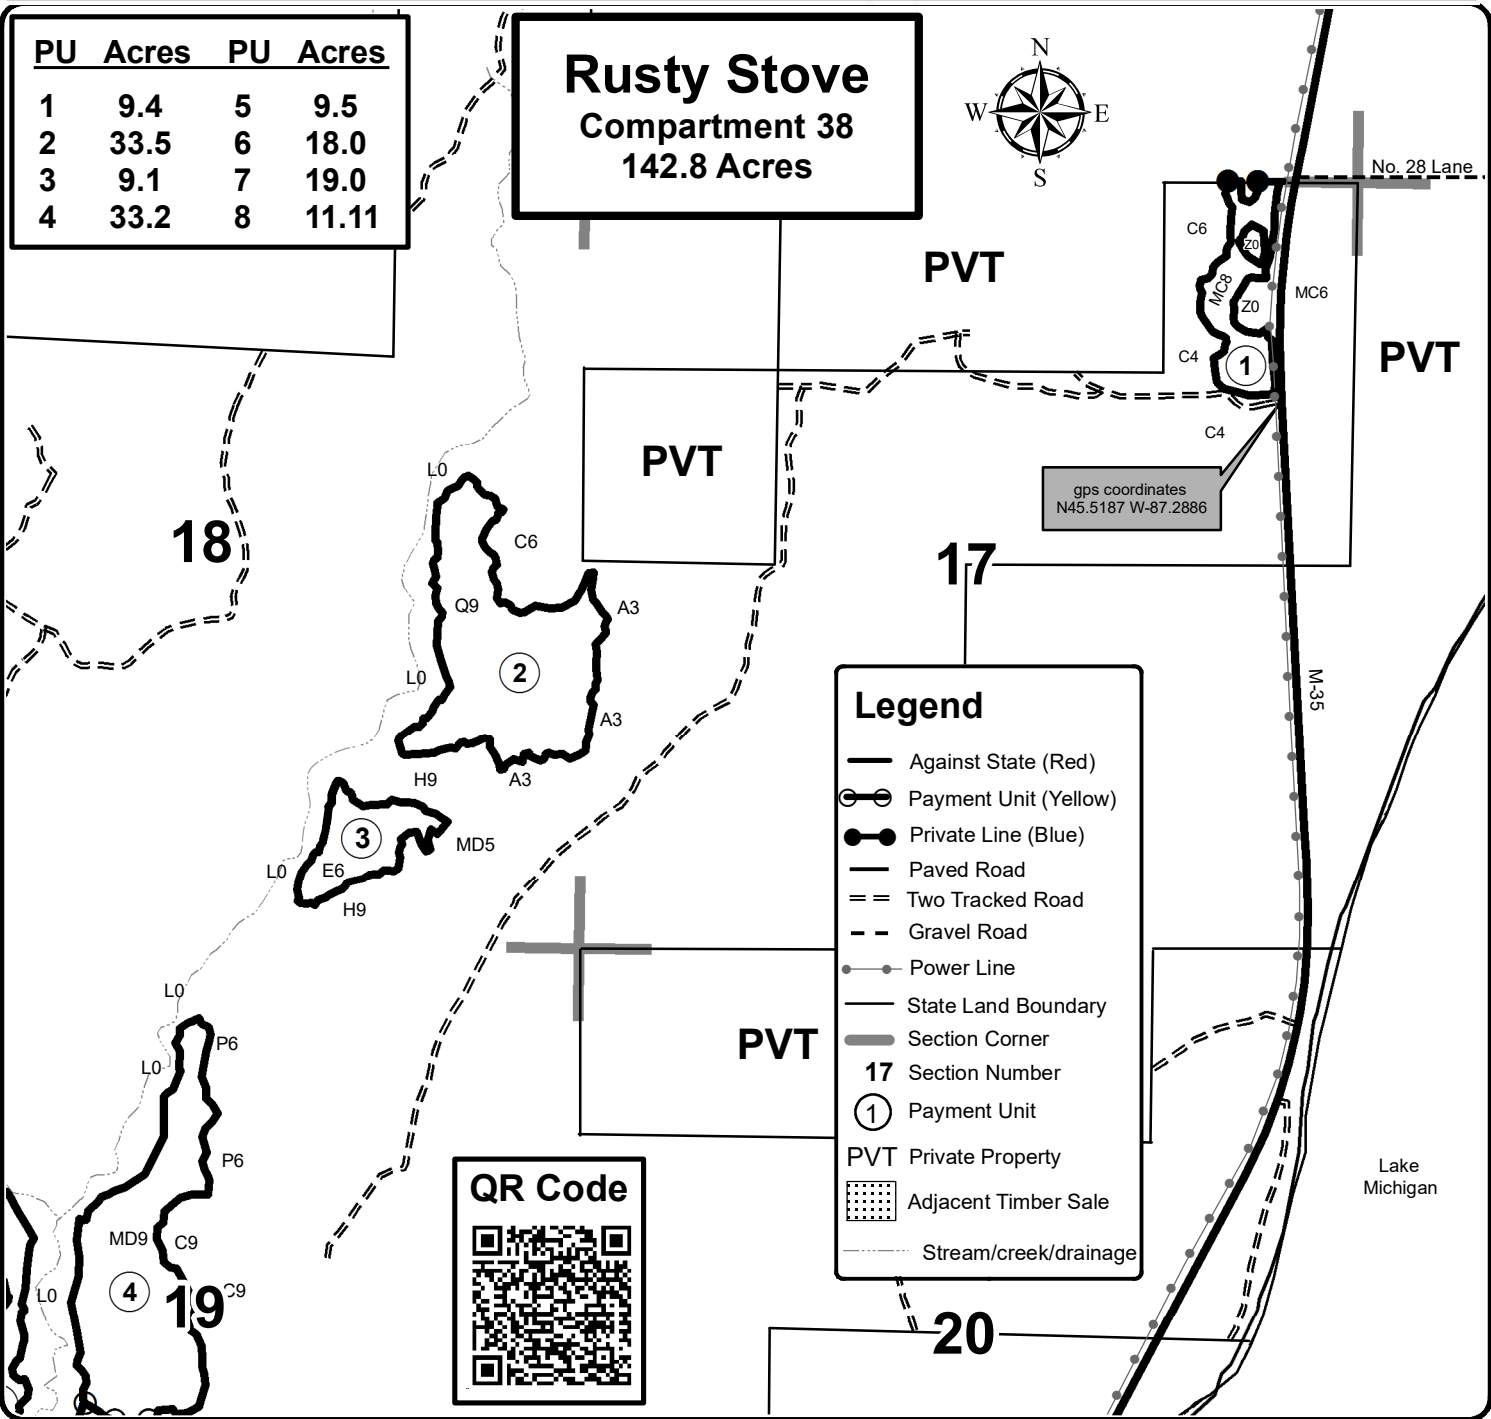 PU Acres PU Acres
1 9.4 5 9.5
2 33.5 6 18.0
3 9.1 7 19.0
4 33.2 8 11.11
Rusty Stove
Compartment 38
142.8 Acres
N
W E
S
No. 28 Lane
C6
Z0
PVT
MC8
MC6
Z0
C4
1
PVT
C4
PVT
L0
gps coordinates
N45.5187 W-87.2886
18
C6
17
Q9
A3
2
L0
M-35
A3
H9
A3
3
MD5
L0
E6
H9
Legend
Against State (Red)
Payment Unit (Yellow)
Private Line (Blue)
Paved Road
Two Tracked Road
Gravel Road
Power Line
State Land Boundary
Section Corner
17 Section Number
1 Payment Unit
PVT Private Property
Adjacent Timber Sale
Stream/creek/drainage
L0
P6
PVT
L0
P6
Lake
Michigan
QR Code
MD9
C9
4
19
C9
L0
20